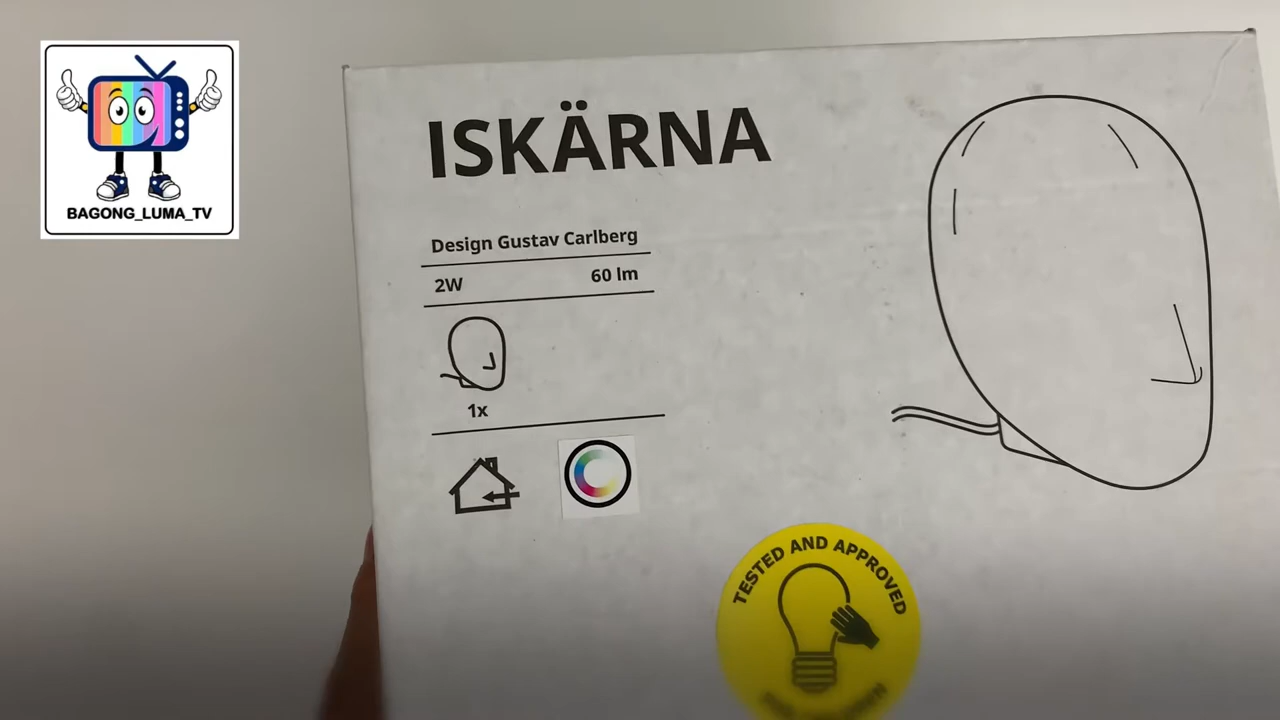 BAGONG_LUMA_TV
ISKÄRNA
Design Gustav Carlberg
2W 60 lm
1x
TESTED AND APPROVED